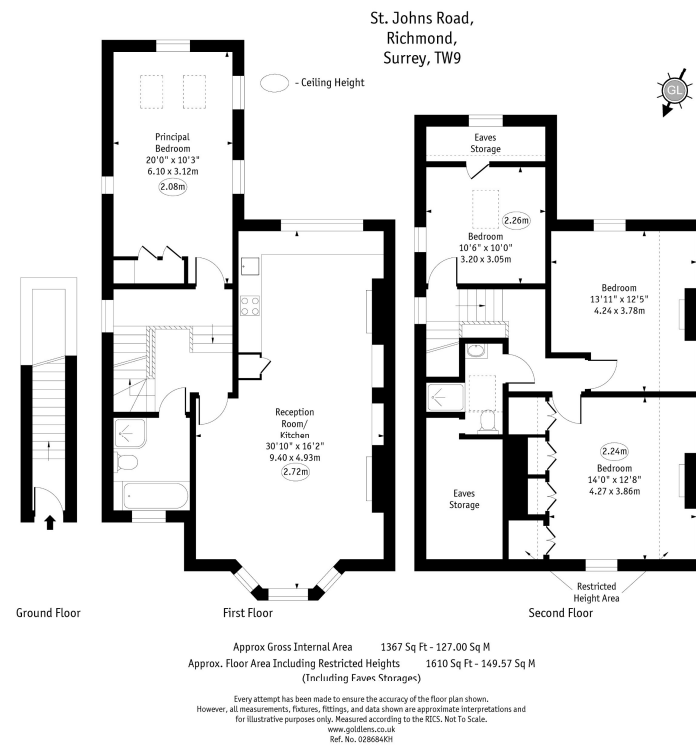 St. Johns Road,
Richmond,
Surrey, TW9
- Ceiling Height
GL
Principal
Bedroom
20'0" x 10'3"
6.10 x 3.12m
2.08m
Eaves
Storage
2.26m
Bedroom
10'6" x 10'0"
3.20 x 3.05m
Bedroom
13'11" x 12'5"
4.24 x 3.78m
Reception
Room/
Kitchen
30'10" x 16'2"
9.40 x 4.93m
2.72m
2.24m
Bedroom
14'0" x 12'8"
4.27 x 3.86m
Eaves
Storage
Restricted
Height Area
Ground Floor
First Floor
Second Floor
Approx Gross Internal Area 1367 Sq Ft - 127.00 Sq M
Approx. Floor Area Including Restricted Heights 1610 Sq Ft - 149.57 Sq M
(Including Eaves Storages)
Every attempt has been made to ensure the accuracy of the floor plan shown.
However, all measurements, fixtures, fittings, and data shown are approximate interpretations and
for illustrative purposes only. Measured according to the RICS. Not To Scale.
www.goldlens.co.uk
Ref. No. 028684KH